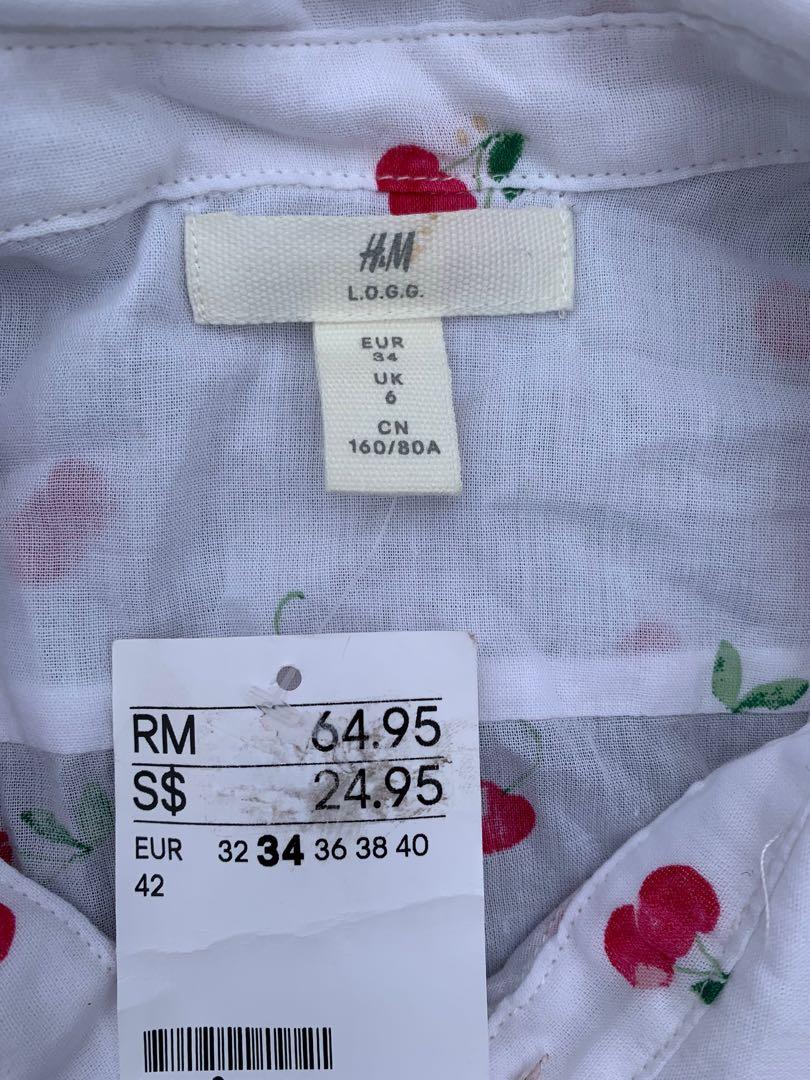 H&M
L.O.G.G.
EUR
34
UK
6
CN
160/80A
RM 64.95
S$ 24.95
EUR 32 34 36 38 40
42